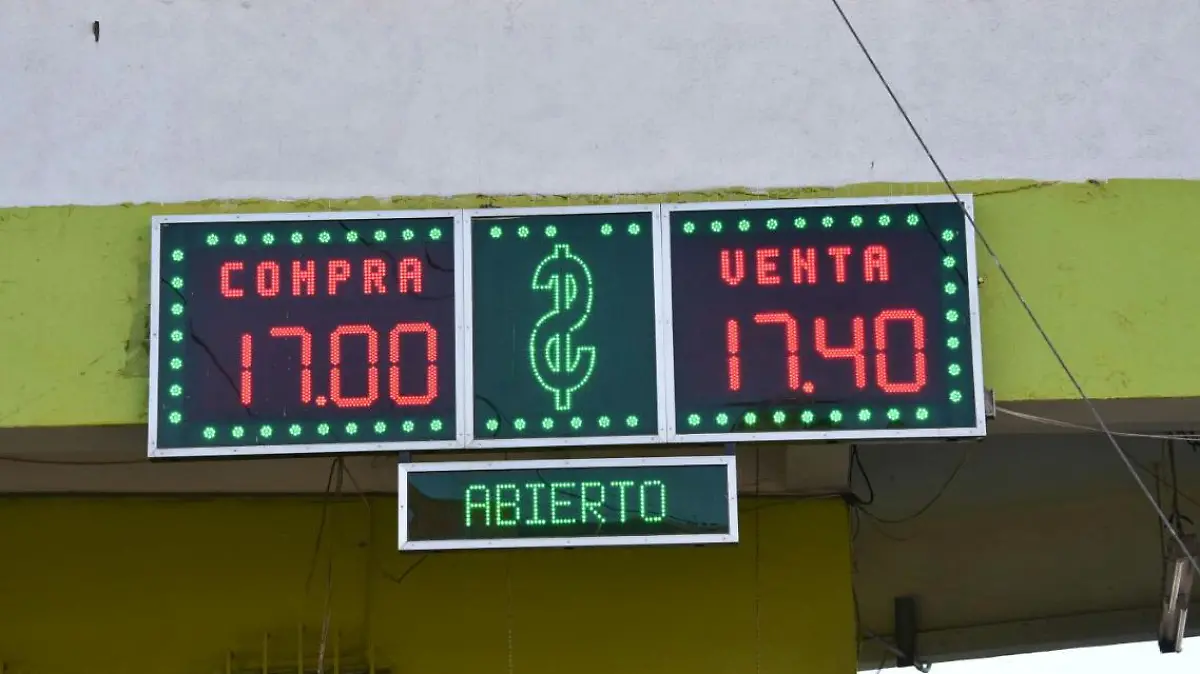 COMPRA
17.00
$
VENTA
17.40
ABIERTO